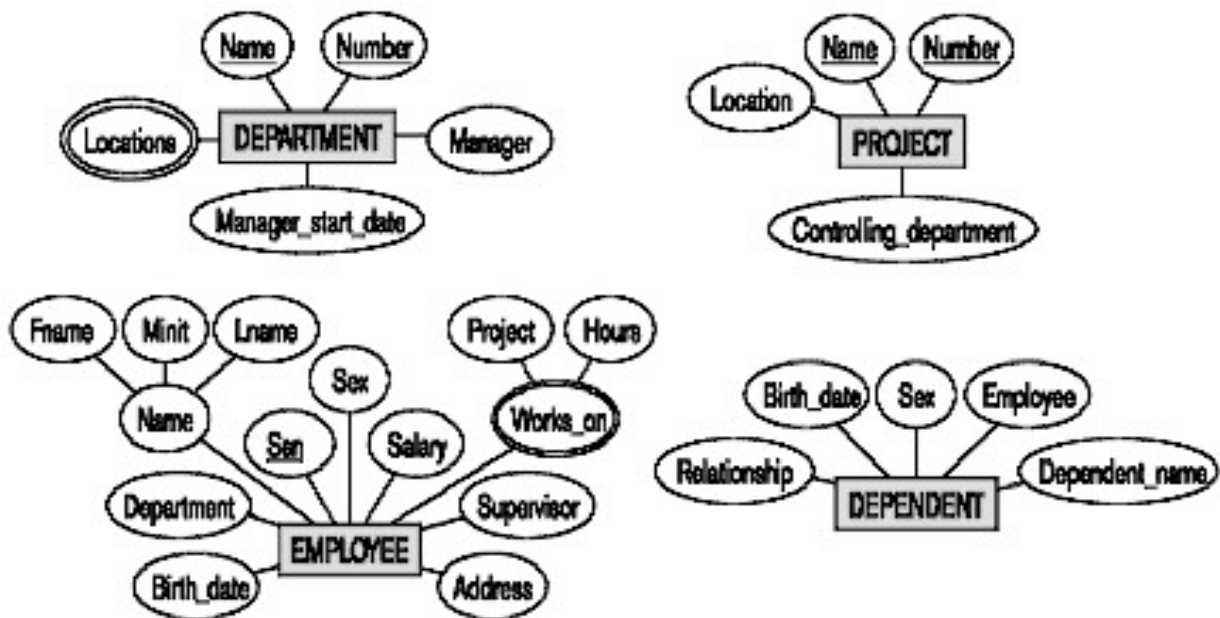 Name
Number
Locations
DEPARTMENT
Manager
Manager_start_date
Name
Number
Location
PROJECT
Controlling_department
Fname
Minit
Lname
Project
Hours
Sex
Name
Ssn
Salary
Works_on
Department
Supervisor
EMPLOYEE
Birth_date
Address
Birth_date
Sex
Employee
Relationship
Dependent_name
DEPENDENT